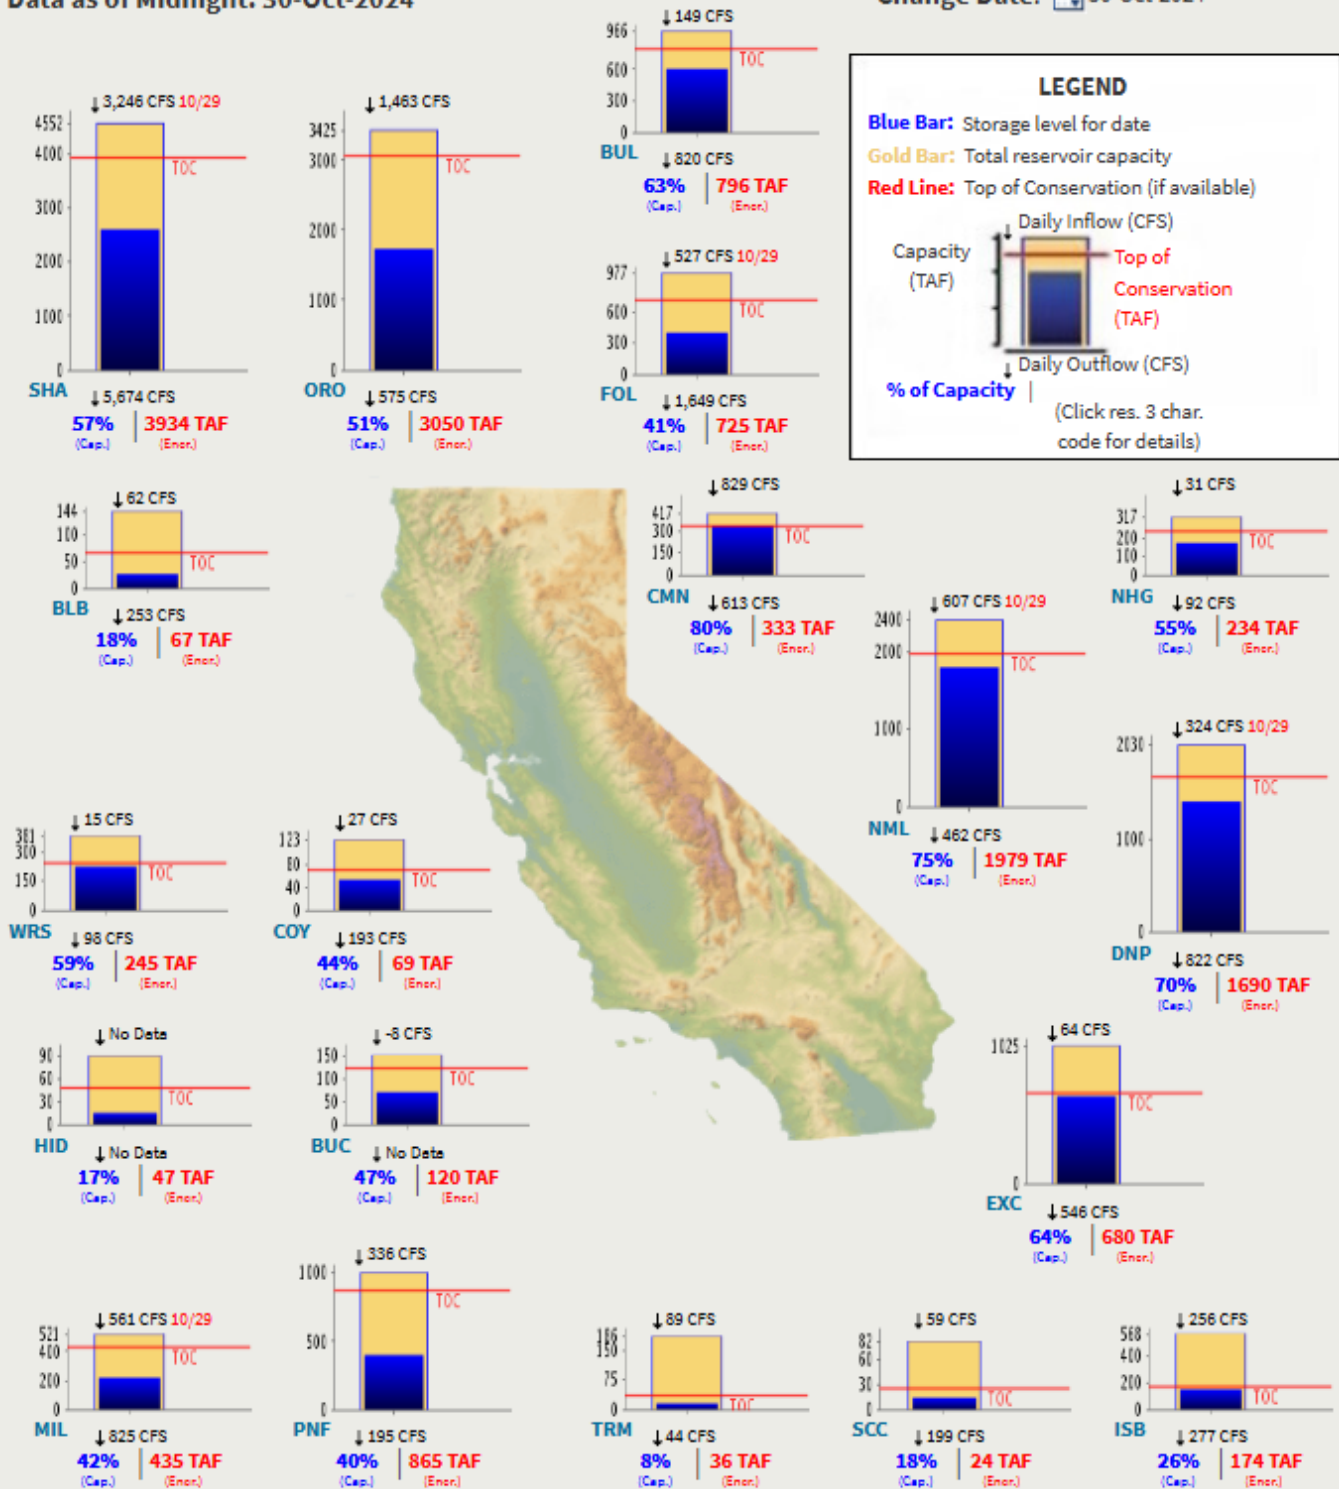 Data as of Midnight: 30-Oct-2024
Change Date:
LEGEND
Blue Bar: Storage level for date
Gold Bar: Total reservoir capacity
Red Line: Top of Conservation (if available)
↓ Daily Inflow (CFS)
Capacity
(TAF)
Top of
Conservation
(TAF)
↓ Daily Outflow (CFS)
% of Capacity |
(Click res. 3 char.
code for details)
↓ 149 CFS
966
600
300
0
TOC
BUL
↓ 820 CFS
63% | 796 TAF
(Cap.) (Encr.)
↓ 3,246 CFS 10/29
4552
4000
3000
2000
1000
0
TOC
SHA
↓ 5,674 CFS
57% | 3934 TAF
(Cap.) (Encr.)
↓ 1,463 CFS
3425
3000
2000
1000
0
TOC
ORO
↓ 575 CFS
51% | 3050 TAF
(Cap.) (Encr.)
↓ 527 CFS 10/29
977
600
300
0
TOC
FOL
↓ 1,649 CFS
41% | 725 TAF
(Cap.) (Encr.)
↓ 62 CFS
144
100
50
0
TOC
BLB
↓ 253 CFS
18% | 67 TAF
(Cap.) (Encr.)
↓ 829 CFS
417
300
150
0
TOC
CMN
↓ 613 CFS
80% | 333 TAF
(Cap.) (Encr.)
↓ 31 CFS
317
200
100
0
TOC
NHG
↓ 92 CFS
55% | 234 TAF
(Cap.) (Encr.)
↓ 607 CFS 10/29
2400
2000
1000
0
TOC
NML
↓ 462 CFS
75% | 1979 TAF
(Cap.) (Encr.)
↓ 324 CFS 10/29
2030
1000
0
TOC
DNP
↓ 822 CFS
70% | 1690 TAF
(Cap.) (Encr.)
↓ 15 CFS
381
300
150
0
TOC
WRS
↓ 98 CFS
59% | 245 TAF
(Cap.) (Encr.)
↓ 27 CFS
123
80
40
0
TOC
COY
↓ 193 CFS
44% | 69 TAF
(Cap.) (Encr.)
↓ No Data
90
60
30
0
TOC
HID
↓ No Data
17% | 47 TAF
(Cap.) (Encr.)
↓ -8 CFS
150
100
50
0
TOC
BUC
↓ No Data
47% | 120 TAF
(Cap.) (Encr.)
↓ 64 CFS
1025
0
TOC
EXC
↓ 546 CFS
64% | 680 TAF
(Cap.) (Encr.)
↓ 561 CFS 10/29
521
400
200
0
TOC
MIL
↓ 825 CFS
42% | 435 TAF
(Cap.) (Encr.)
↓ 336 CFS
1000
500
0
TOC
PNF
↓ 195 CFS
40% | 865 TAF
(Cap.) (Encr.)
↓ 89 CFS
186
150
75
0
TOC
TRM
↓ 44 CFS
8% | 36 TAF
(Cap.) (Encr.)
↓ 59 CFS
82
60
30
0
TOC
SCC
↓ 199 CFS
18% | 24 TAF
(Cap.) (Encr.)
↓ 256 CFS
568
400
200
0
TOC
ISB
↓ 277 CFS
26% | 174 TAF
(Cap.) (Encr.)